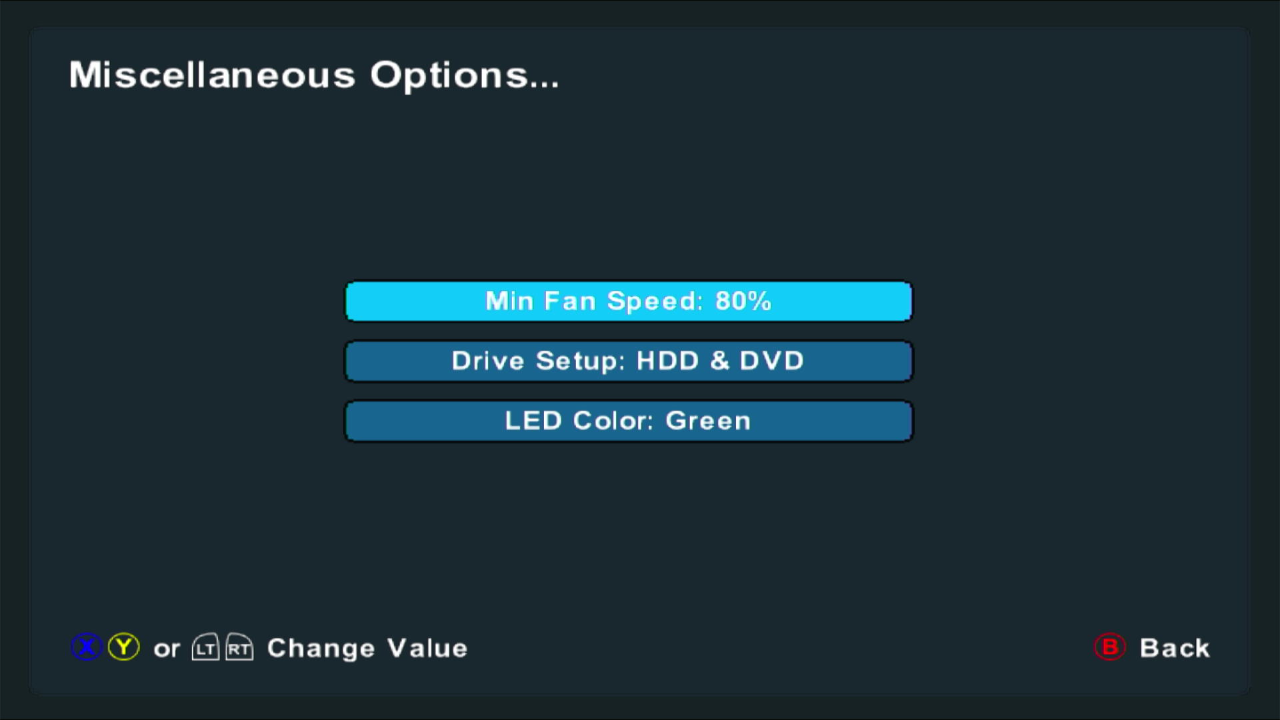 Miscellaneous Options...
Min Fan Speed: 80%
Drive Setup: HDD & DVD
LED Color: Green
X Y or LT RT Change Value
B Back